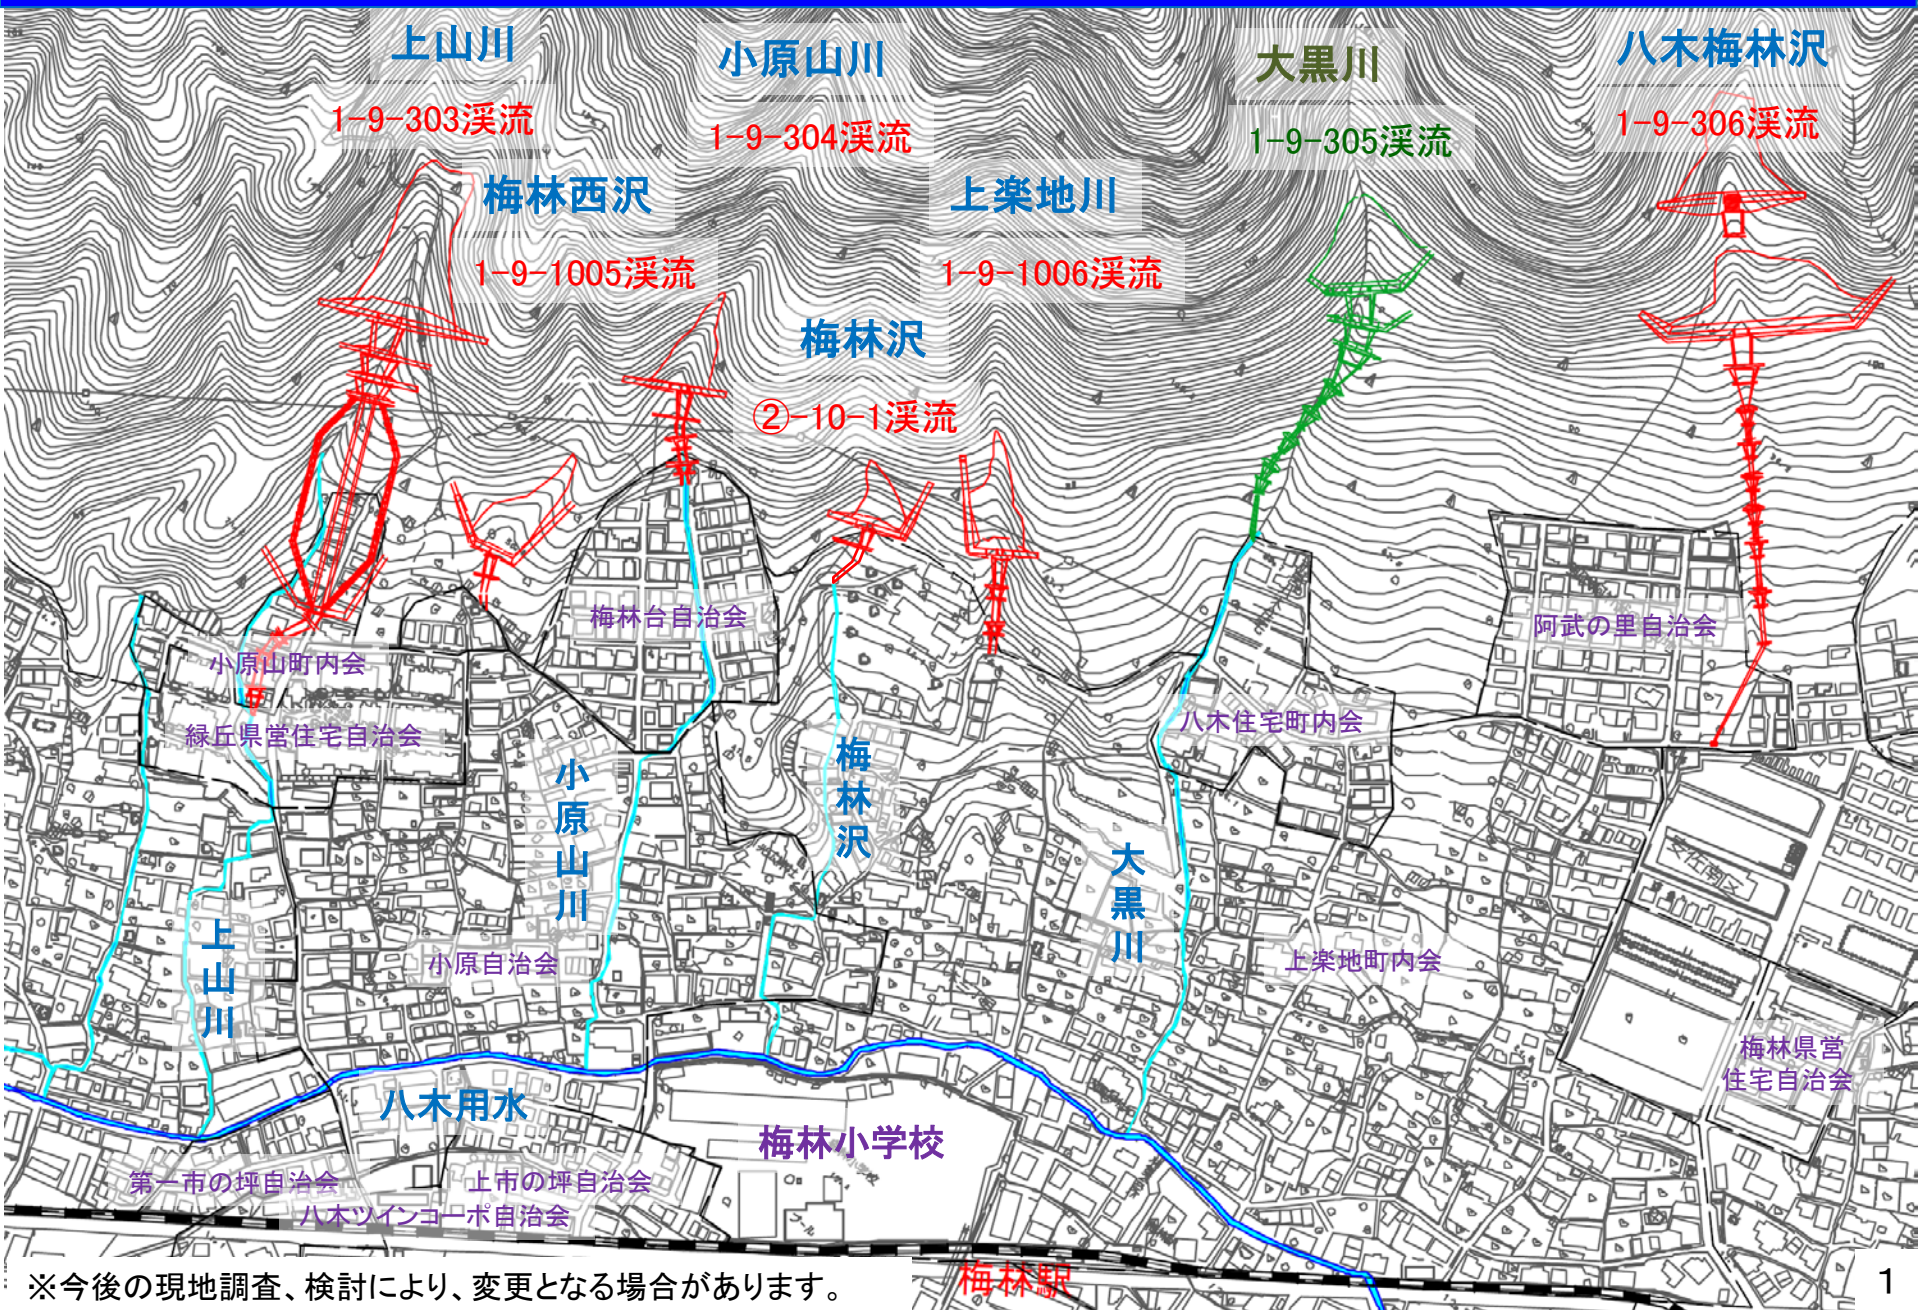 上山川
小原山川
大黒川
八木梅林沢
1-9-303渓流
1-9-304渓流
1-9-305渓流
1-9-306渓流
梅林西沢
上楽地川
1-9-1005渓流
1-9-1006渓流
梅林沢
②-10-1渓流
梅林台自治会
阿武の里自治会
小原山町内会
緑丘県営住宅自治会
八木住宅町内会
小原山川
梅林沢
大黒川
上山川
小原自治会
上楽地町内会
梅林県営
住宅自治会
八木用水
梅林小学校
第一市の坪自治会
上市の坪自治会
八木ツインコーポ自治会
プール
梅林駅
※今後の現地調査、検討により、変更となる場合があります。
1